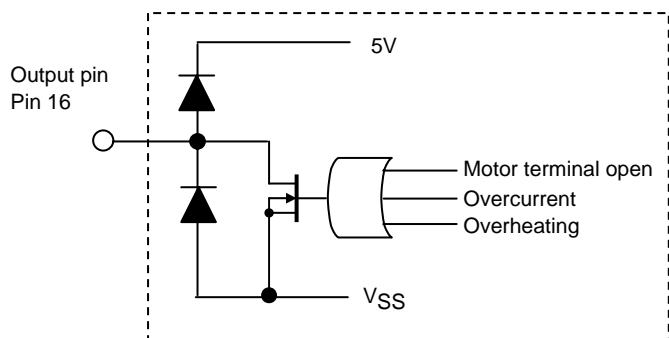 5V
Output pin
Pin 16
Motor terminal open
Overcurrent
Overheating
VSS